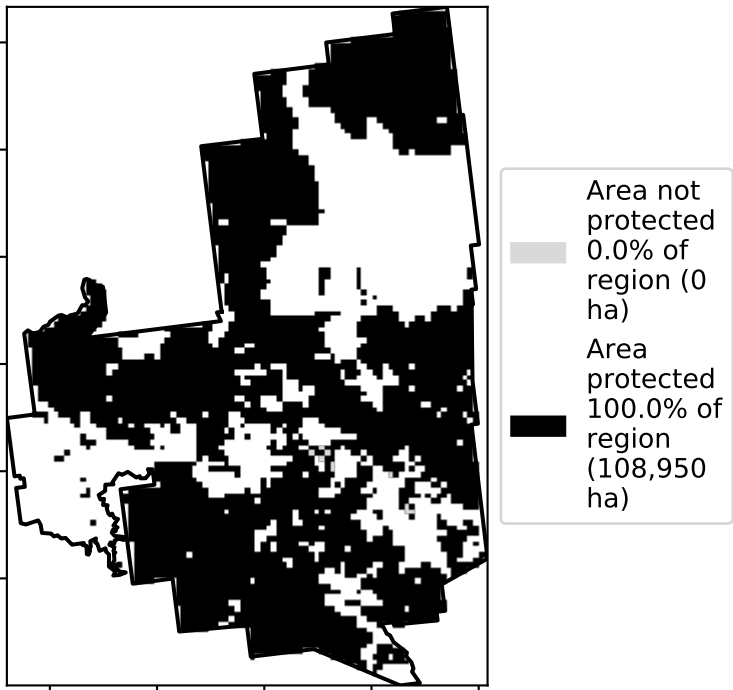 Area not
protected
0.0% of
region (0
ha)
Area
protected
100.0% of
region
(108,950
ha)